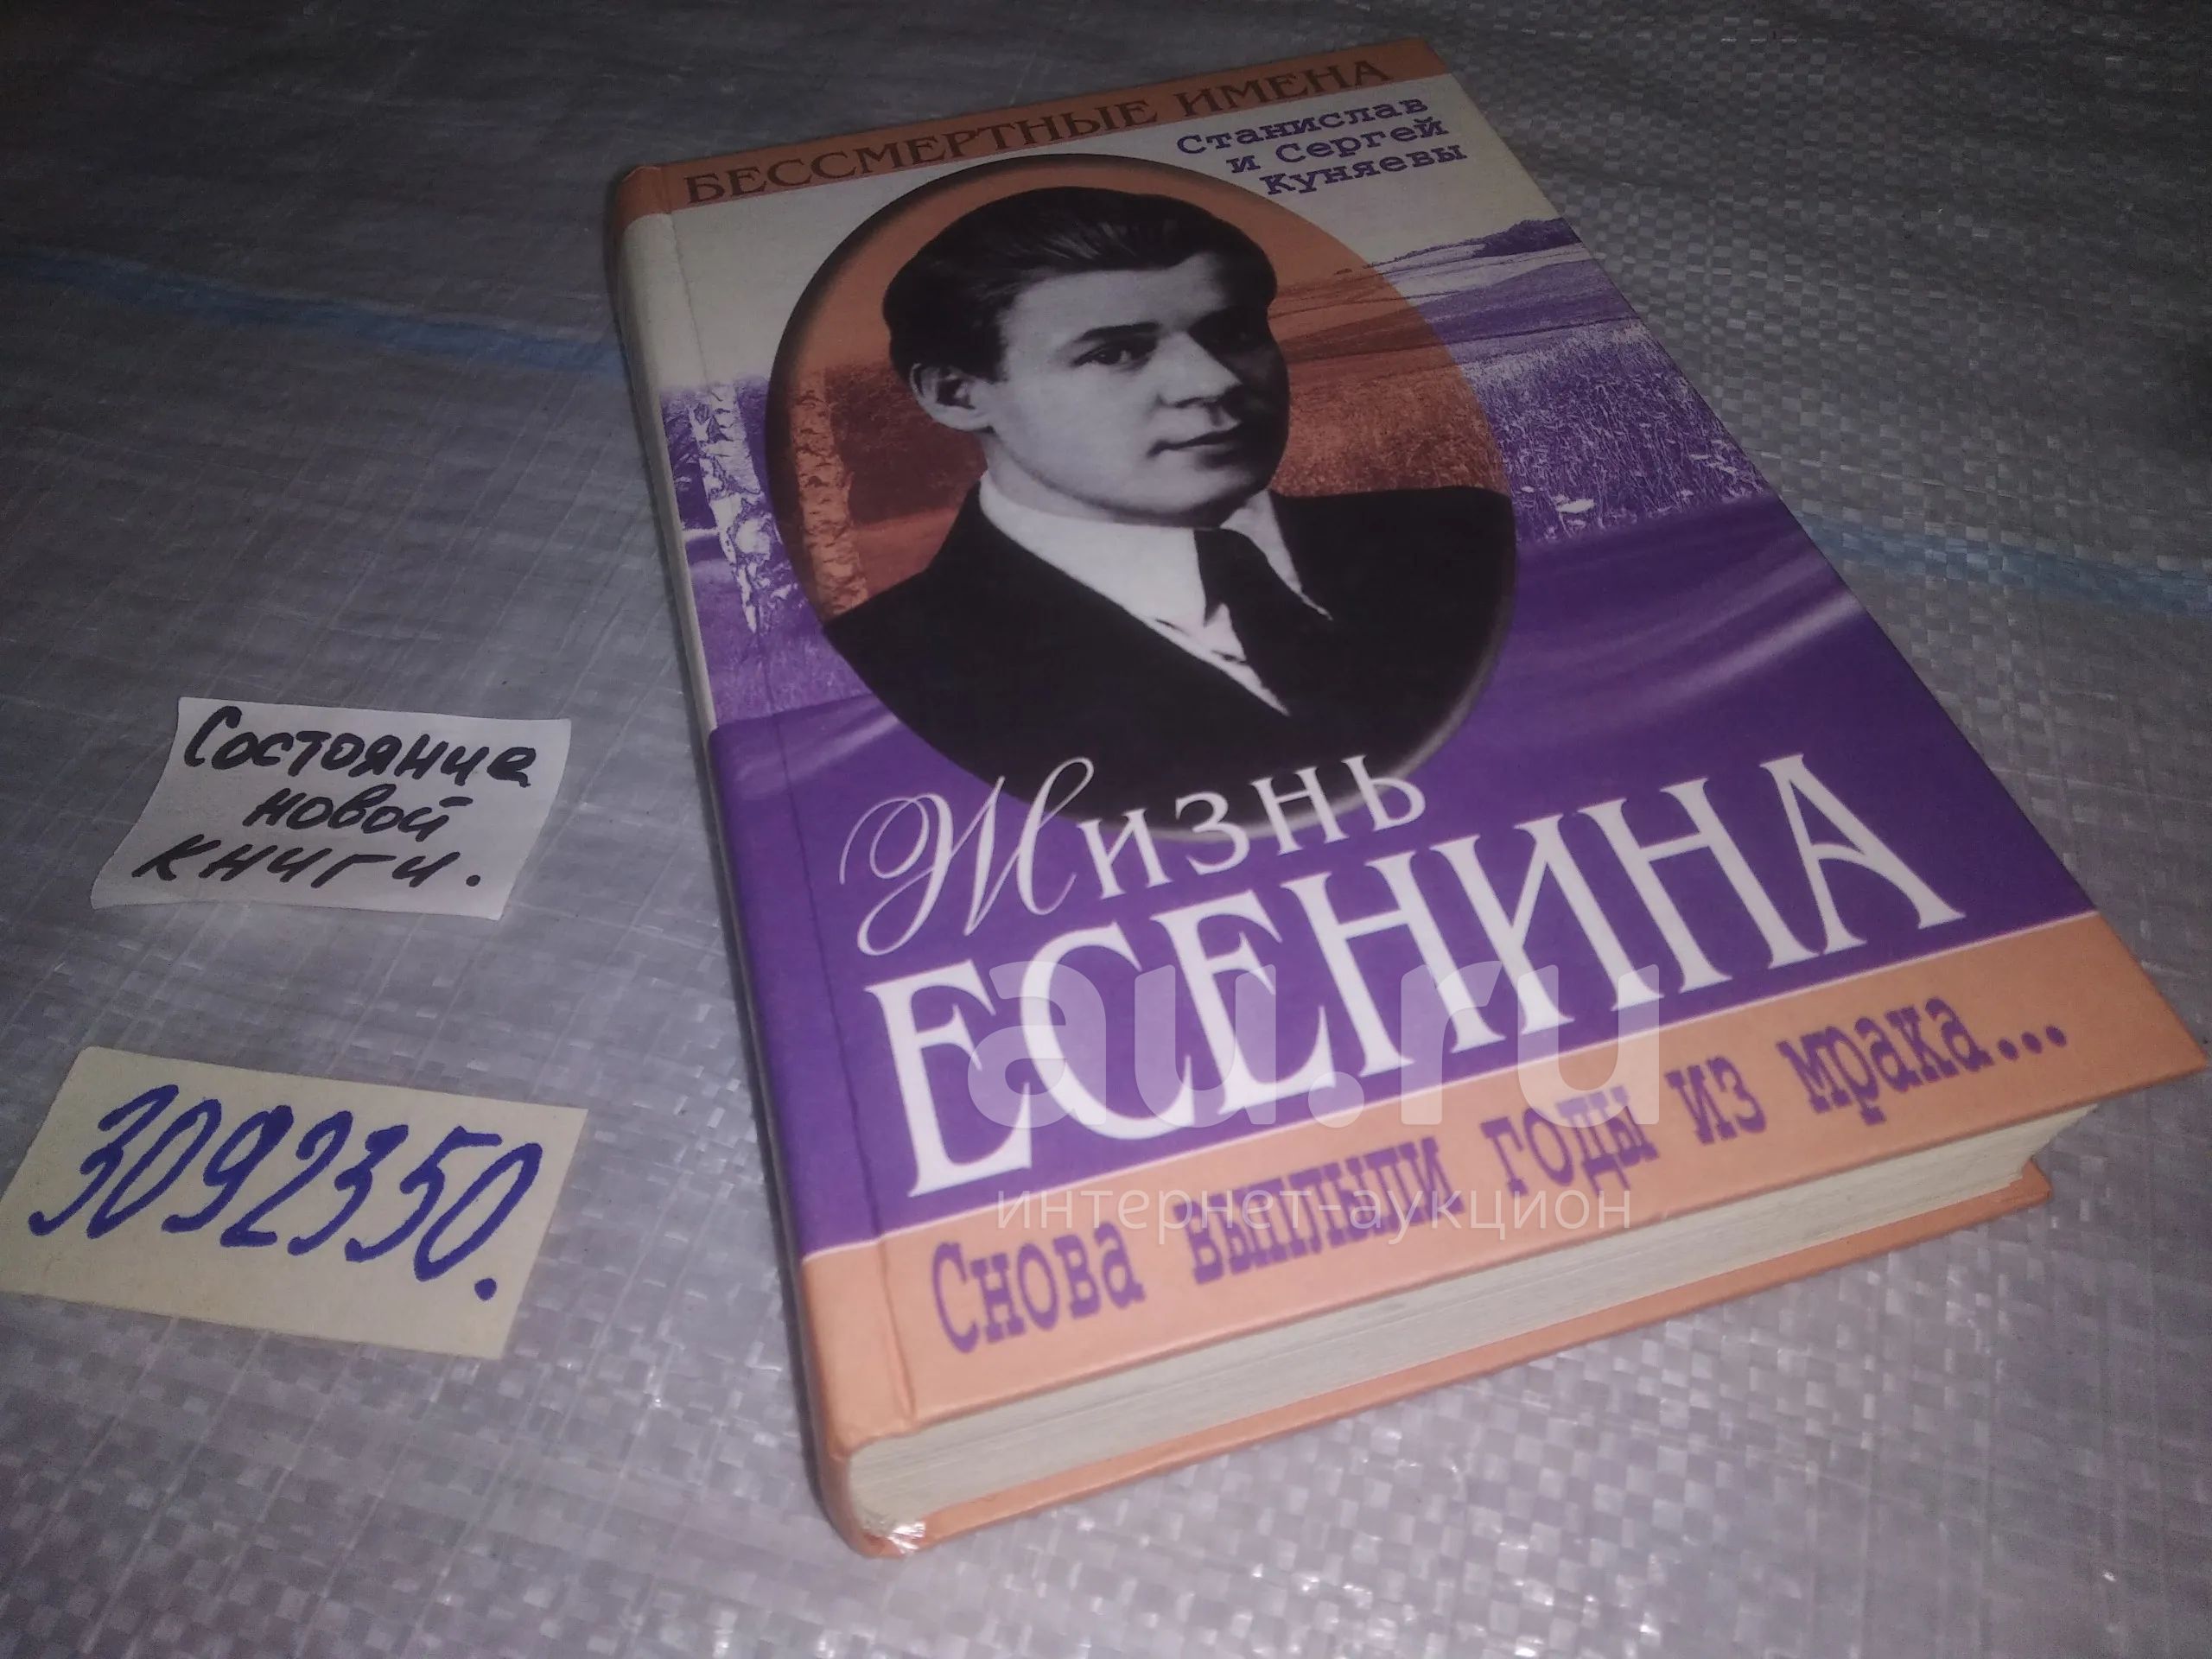 БЕССМЕРТНЫЕ ИМЕНА
Станислав
и Сергей
Куняевы
Жизнь
ЕСЕНИНА
Снова выплыли годы из мрака...
Состояние
новой
книги.
3092350.
au.ru
интернет-аукцион